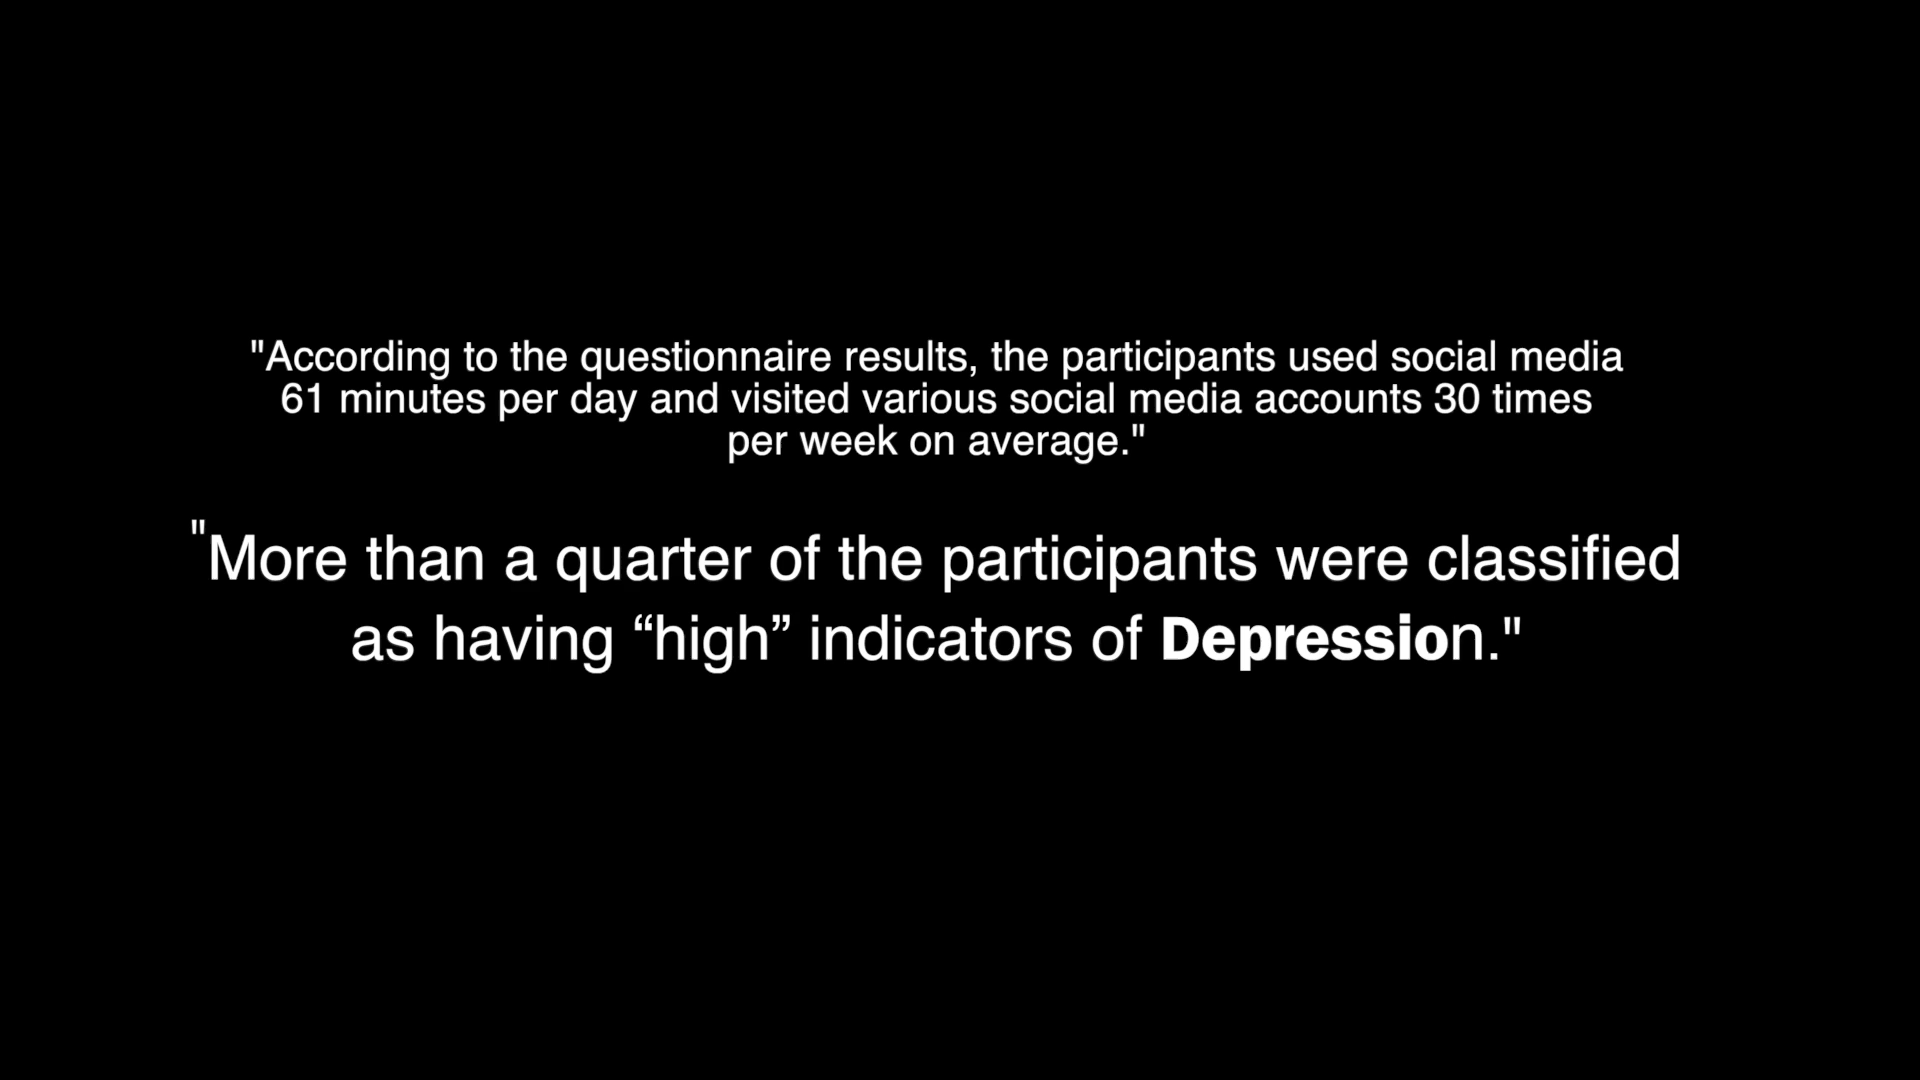 "According to the questionnaire results, the participants used social media
61 minutes per day and visited various social media accounts 30 times
per week on average."
"More than a quarter of the participants were classified
as having “high” indicators of Depression."